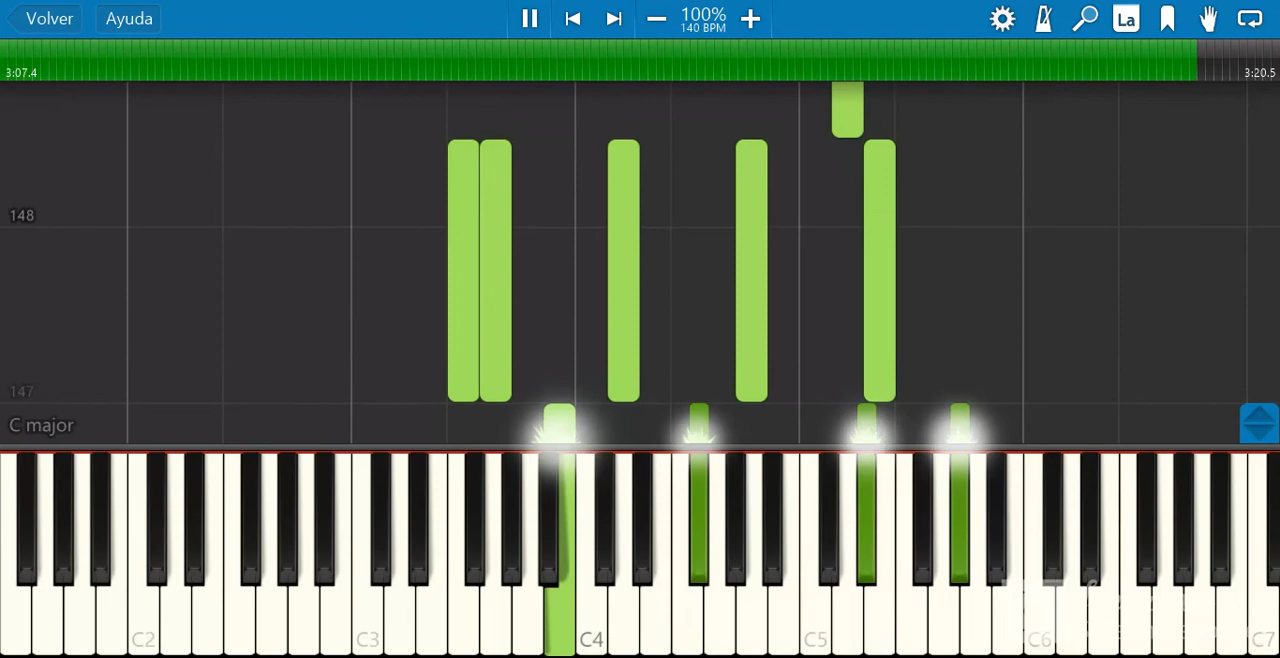 Volver
Ayuda
100%
140 BPM
La
3:07.4
3:20.5
148
147
C major
C2
C3
C4
C5
C6
C7